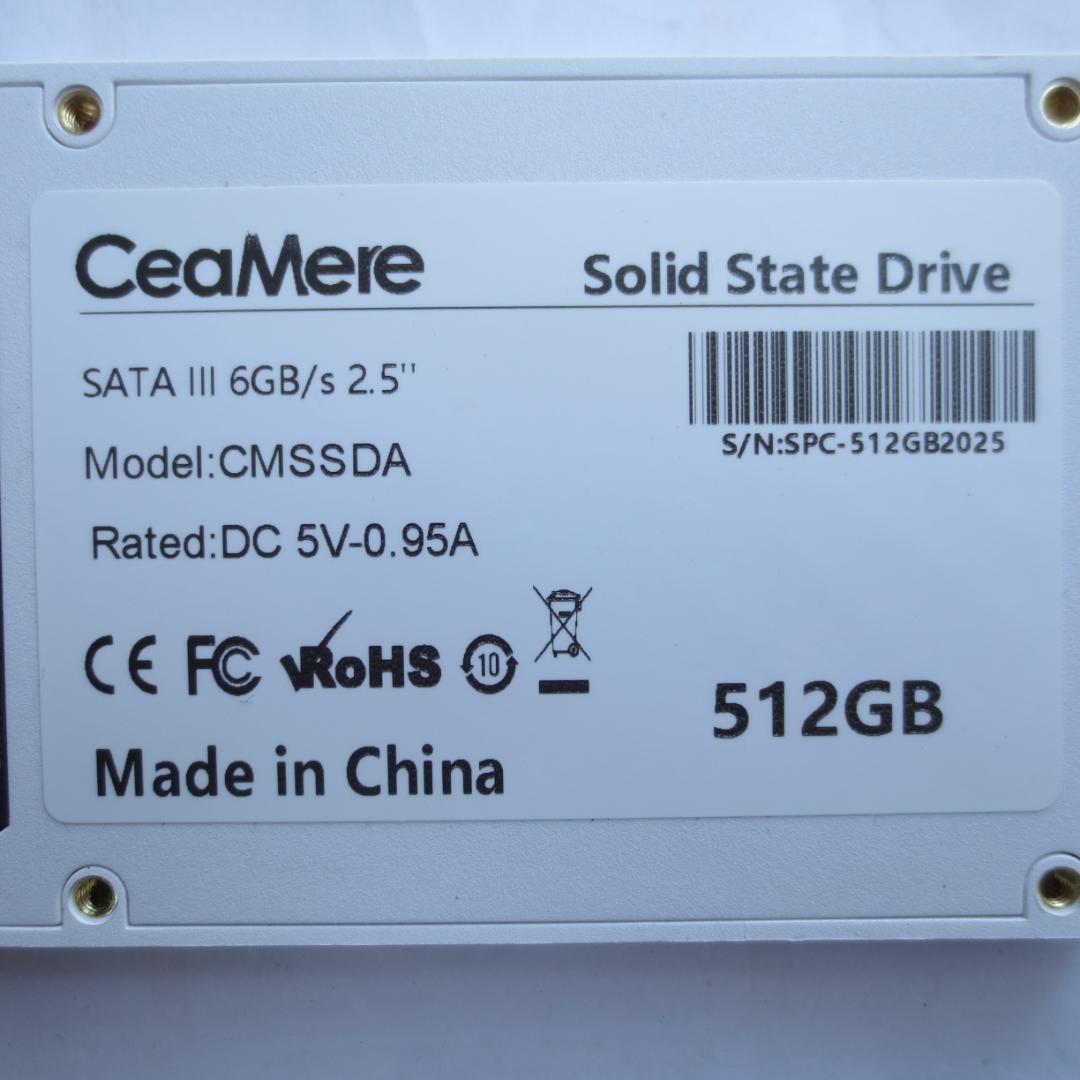 CeaMere
Solid State Drive
SATA III 6GB/s 2.5''
S/N:SPC-512GB2025
Model:CMSSDA
Rated:DC 5V-0.95A
CE FC RoHS 10
512GB
Made in China